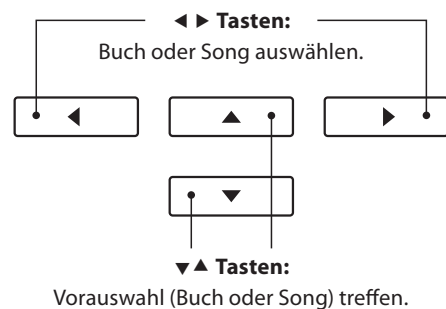 ◀ ▶ Tasten:
Buch oder Song auswählen.
◀ ▲ ▶
▼
▼ ▲ Tasten:
Vorauswahl (Buch oder Song) treffen.